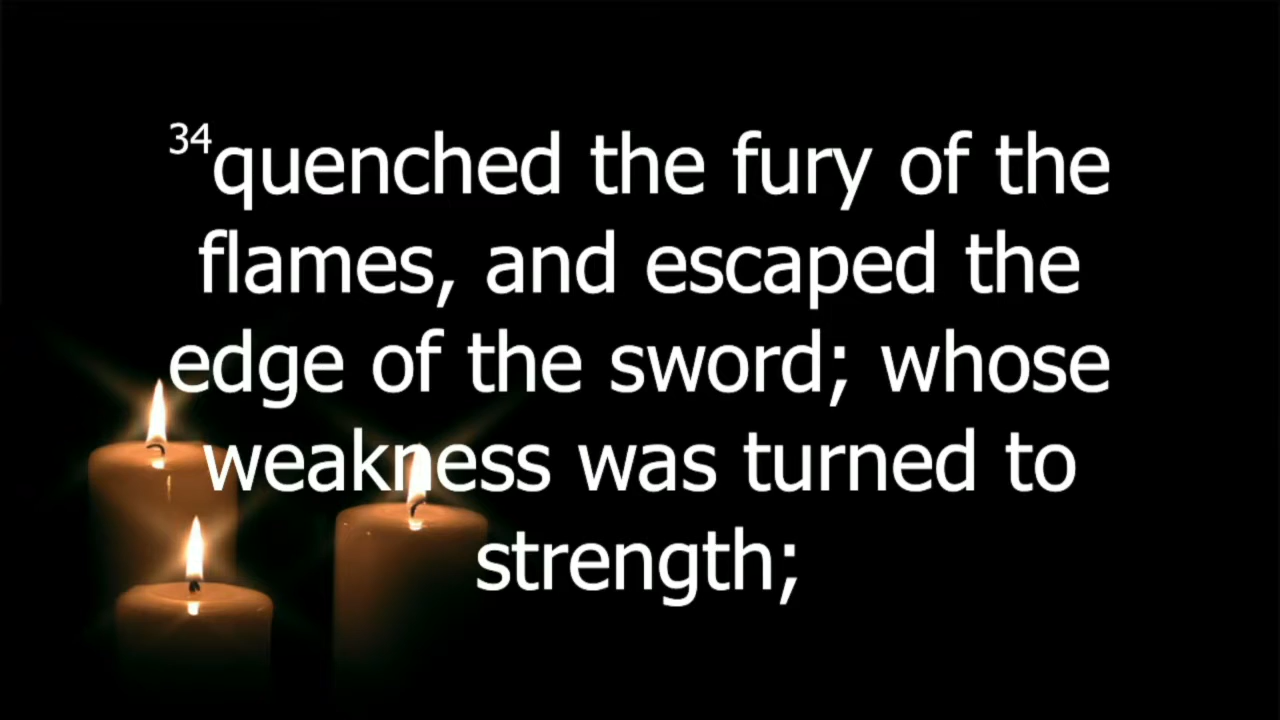 34quenched the fury of the
flames, and escaped the
edge of the sword; whose
weakness was turned to
strength;